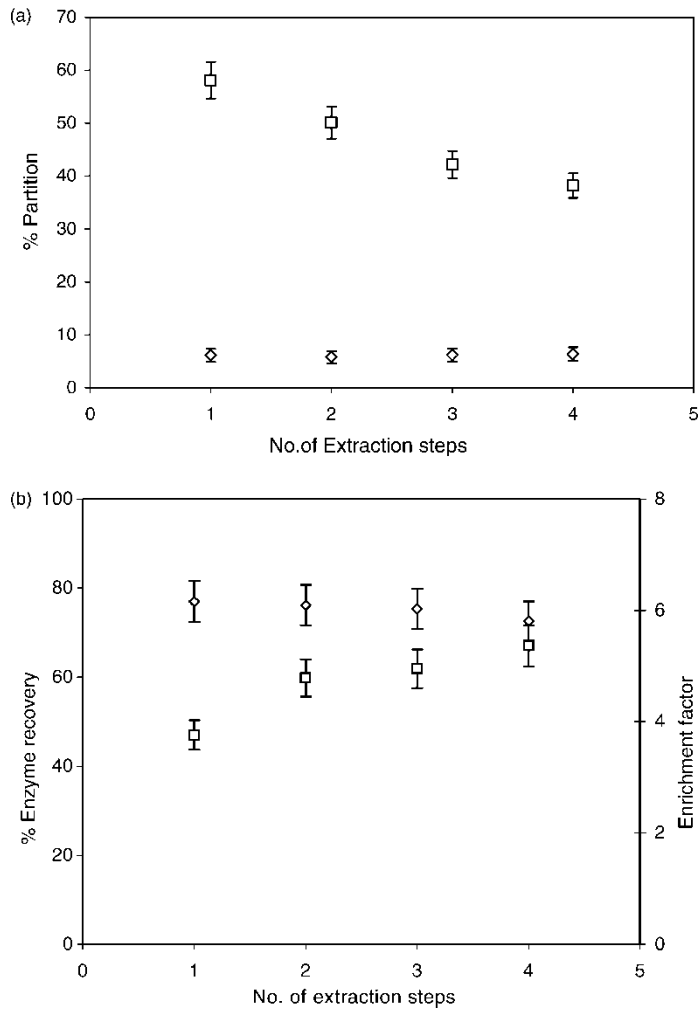 (a)
70
60
50
40
30
20
10
0
% Partition
0 1 2 3 4 5
No.of Extraction steps
(b)
100
80
60
40
20
0
% Enzyme recovery
8
6
4
2
0
Enrichment factor
0 1 2 3 4 5
No. of extraction steps